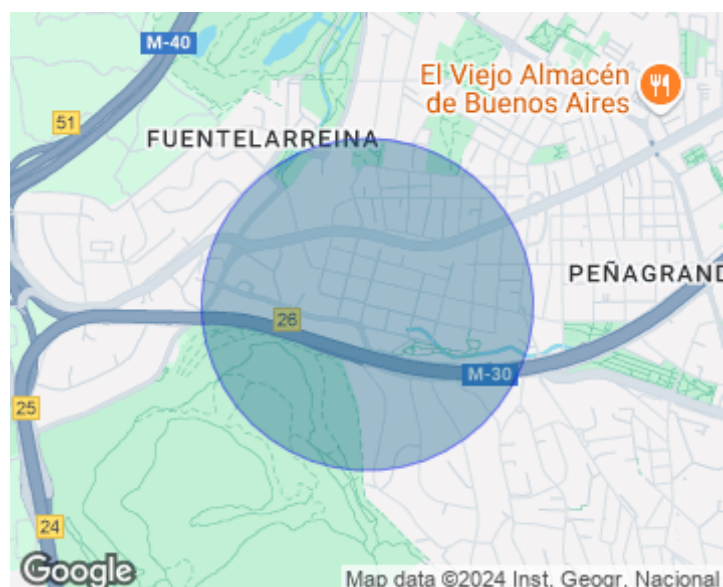 M-40
El Viejo Almacén
de Buenos Aires
51
FUENTELARREINA
PEÑAGRAND
26
M-30
25
24
Google
Map data ©2024 Inst. Geogr. Nacional